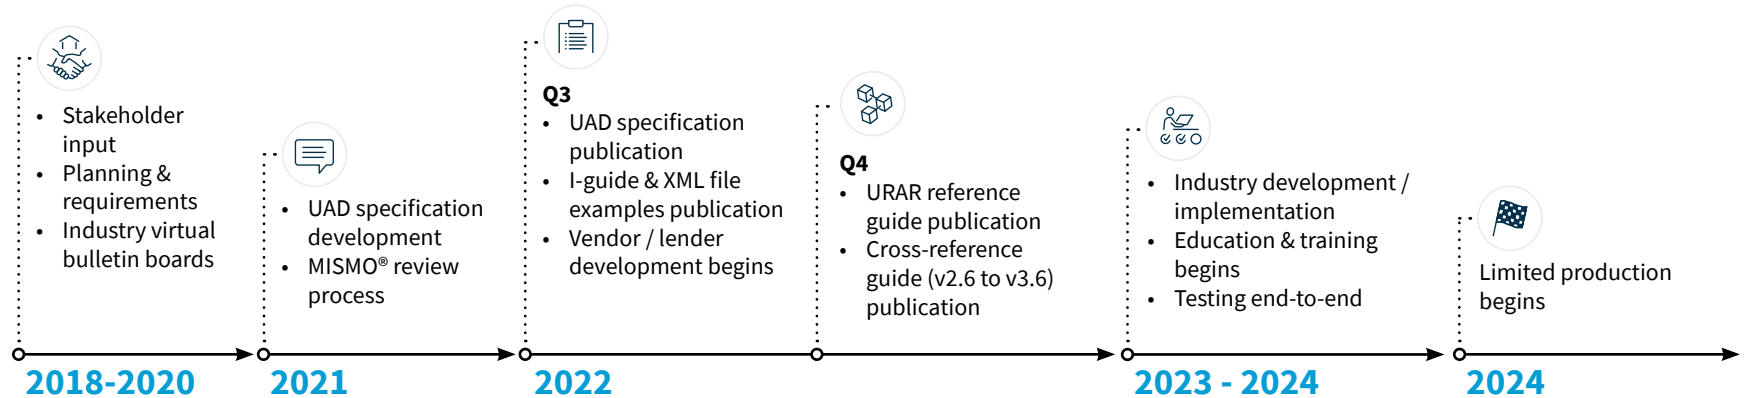 • Stakeholder
input
• Planning &
requirements
• Industry virtual
bulletin boards
2018-2020
• UAD specification
development
• MISMO® review
process
2021
Q3
• UAD specification
publication
• I-guide & XML file
examples publication
• Vendor / lender
development begins
2022
Q4
• URAR reference
guide publication
• Cross-reference
guide (v2.6 to v3.6)
publication
• Industry development /
implementation
• Education & training
begins
• Testing end-to-end
2023 - 2024
Limited production
begins
2024